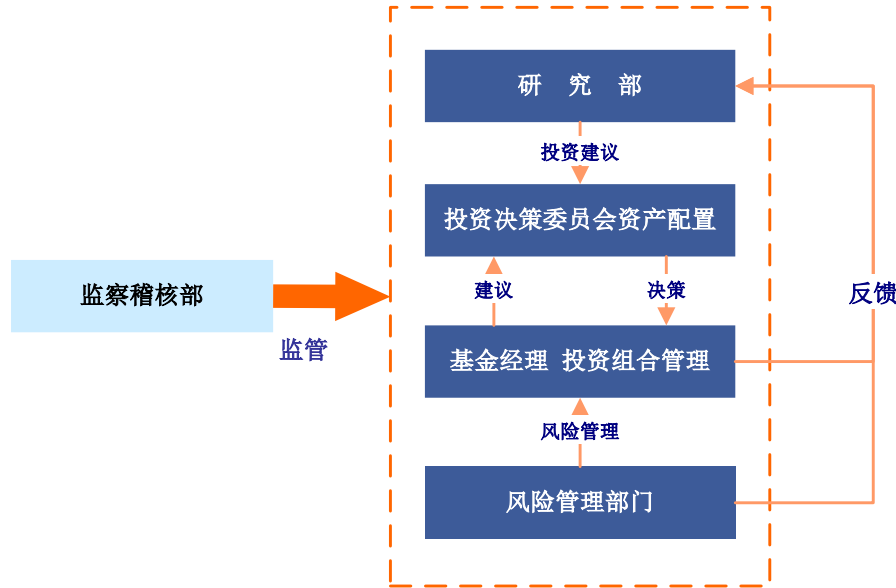 研 究 部
投资建议
投资决策委员会资产配置
建议
决策
监察稽核部
监管
反馈
基金经理 投资组合管理
风险管理
风险管理部门